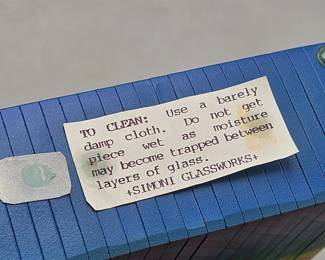 TO CLEAN: Use a barely
damp cloth. Do not get
piece wet as moisture
may become trapped between
layers of glass.
+SIMONI GLASSWORKS+